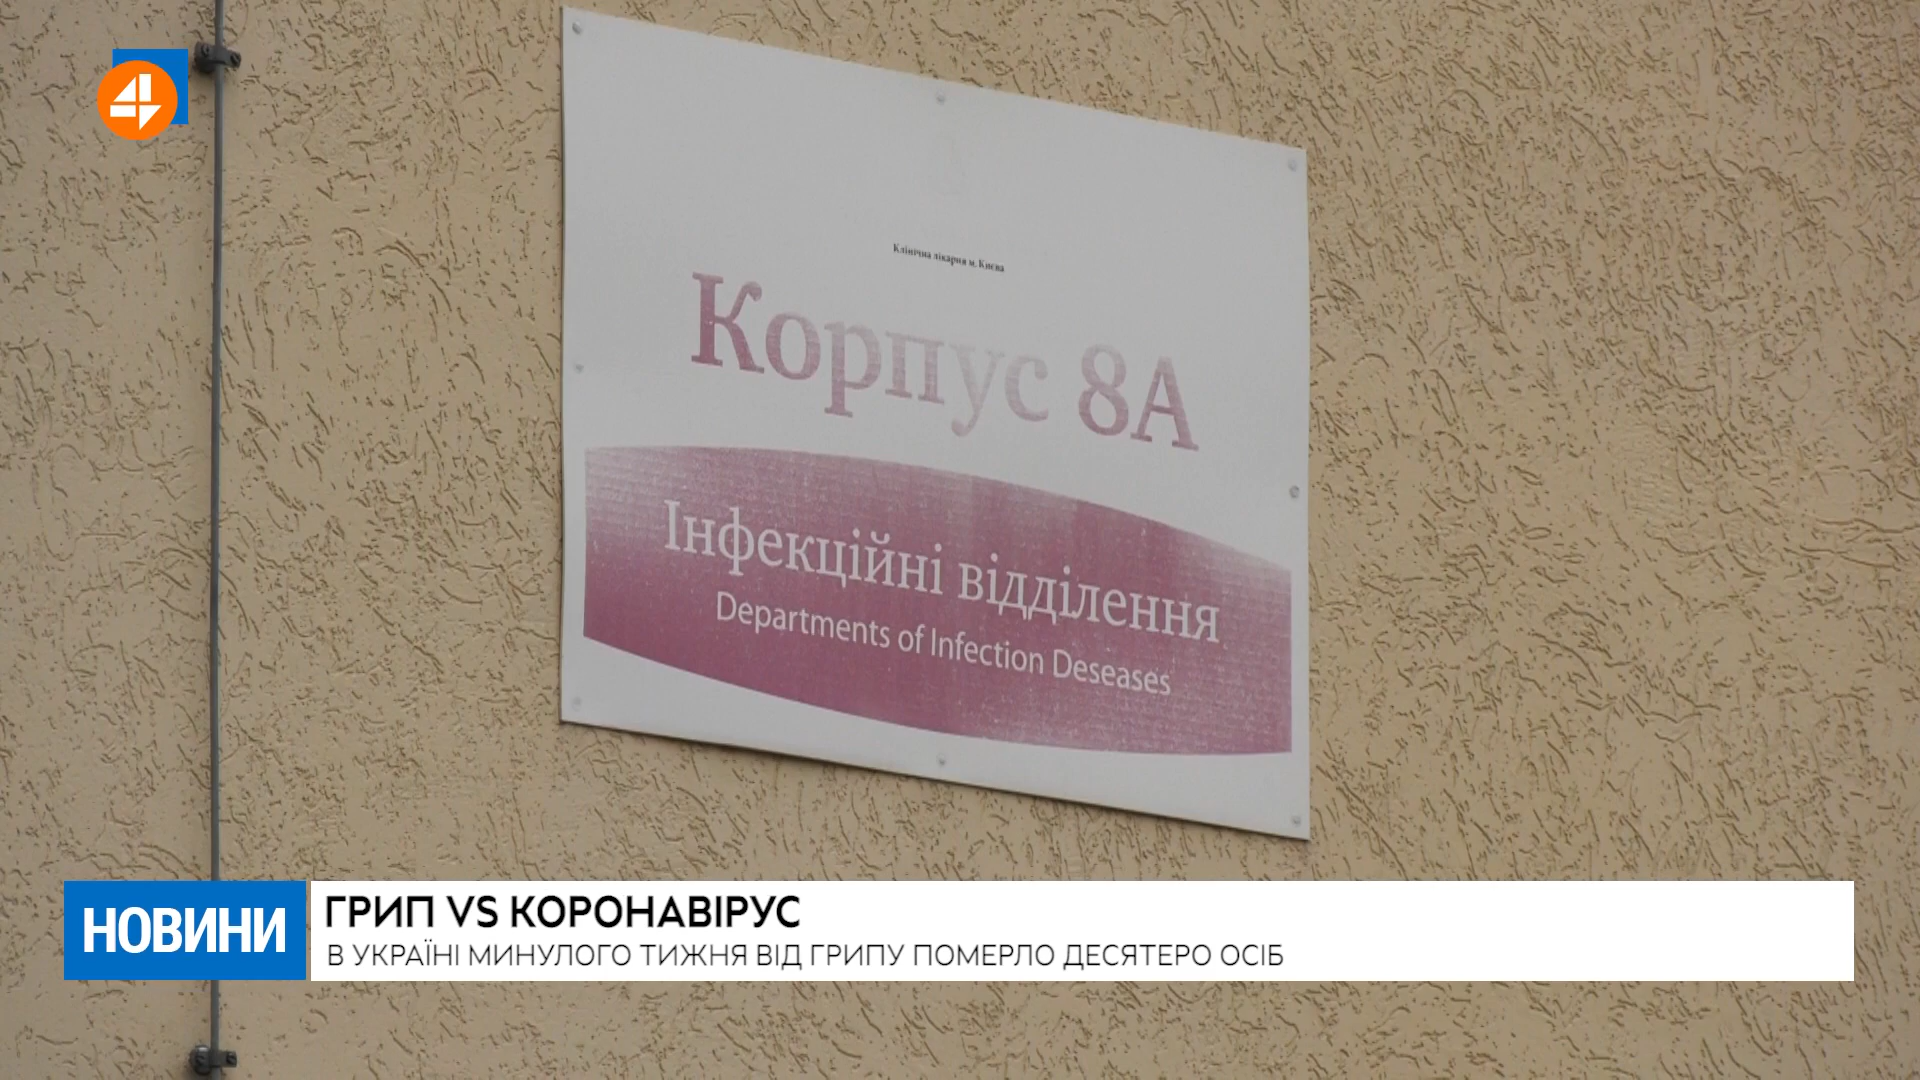 4
Клінічна лікарня м. Києва
Корпус 8А
Інфекційні відділення
Departments of Infection Deseases
НОВИНИ
ГРИП VS КОРОНАВІРУС
В УКРАЇНІ МИНУЛОГО ТИЖНЯ ВІД ГРИПУ ПОМЕРЛО ДЕСЯТЕРО ОСІБ